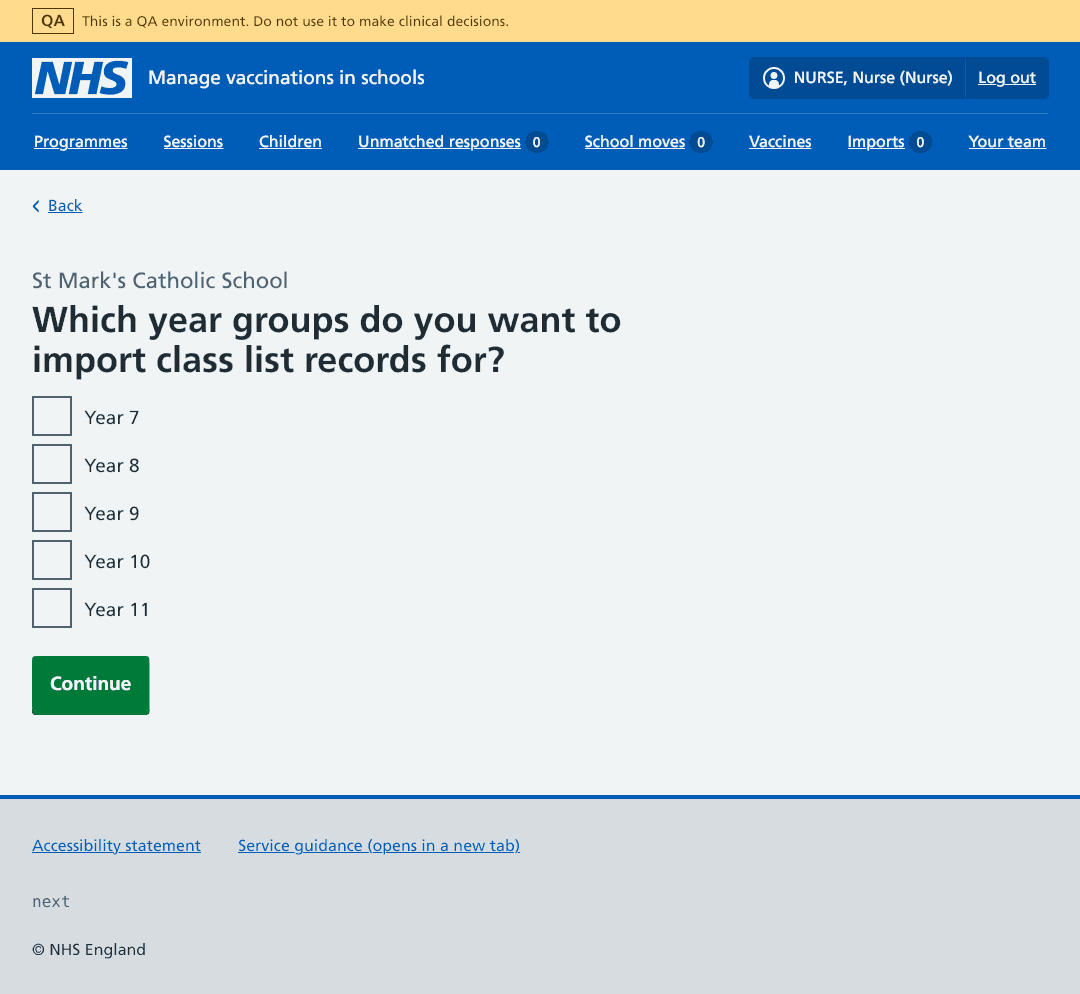 QA This is a QA environment. Do not use it to make clinical decisions.
NHS Manage vaccinations in schools NURSE, Nurse (Nurse) Log out
Programmes Sessions Children Unmatched responses 0 School moves 0 Vaccines Imports 0 Your team
Back
St Mark's Catholic School
Which year groups do you want to
import class list records for?
Year 7
Year 8
Year 9
Year 10
Year 11
Continue
Accessibility statement Service guidance (opens in a new tab)
next
© NHS England